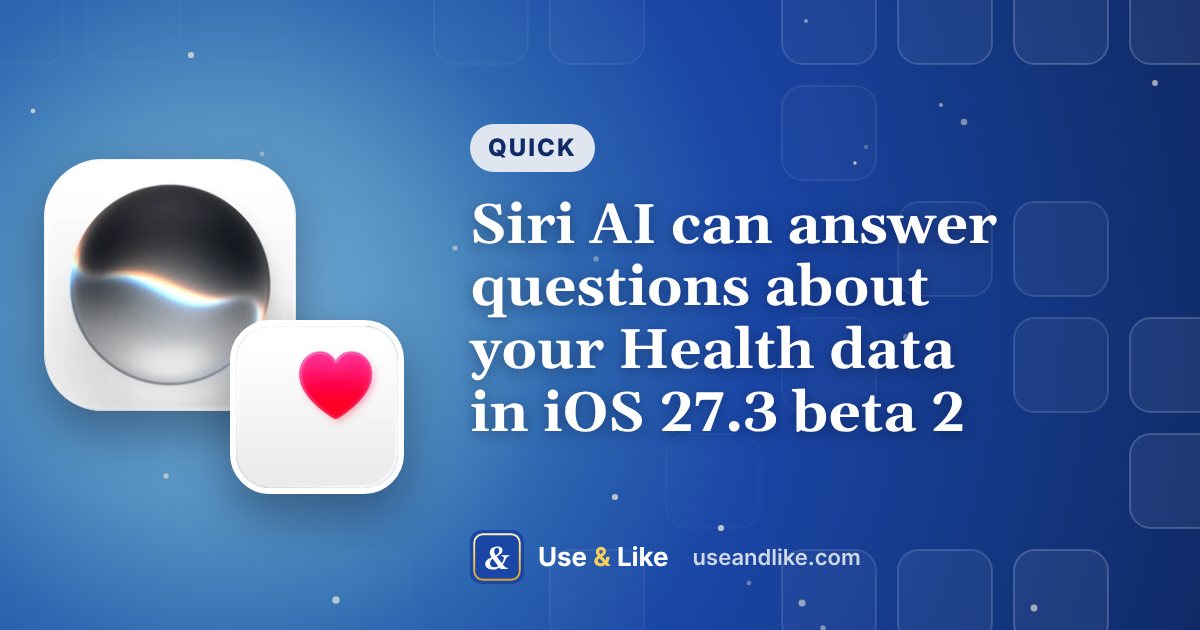 QUICK
Siri AI can answer
questions about
your Health data
in iOS 27.3 beta 2
& Use & Like useandlike.com